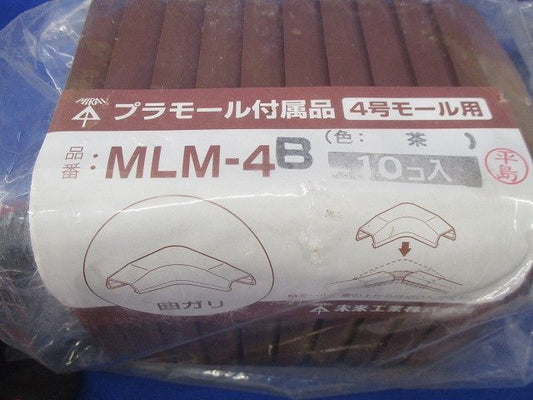 MIRAI
プラモール付属品 4号モール用
品番: MLM-4B (色: 茶 )
10コ入
平島
曲ガリ
未来工業株